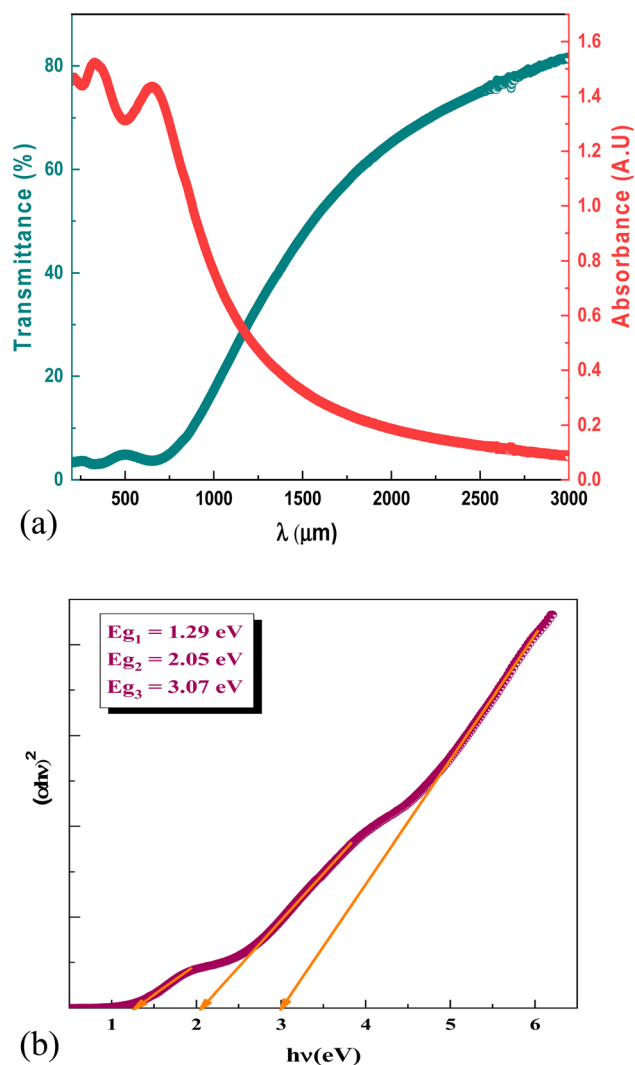 Transmittance (%)
80
60
40
20
0
1.6
1.4
1.2
1.0
0.8
0.6
0.4
0.2
0.0
Absorbance (A.U)
500 1000 1500 2000 2500 3000
λ (μm)
(a)
Eg₁ = 1.29 eV
Eg₂ = 2.05 eV
Eg₃ = 3.07 eV
(αhν)²
1 2 3 4 5 6
hν(eV)
(b)